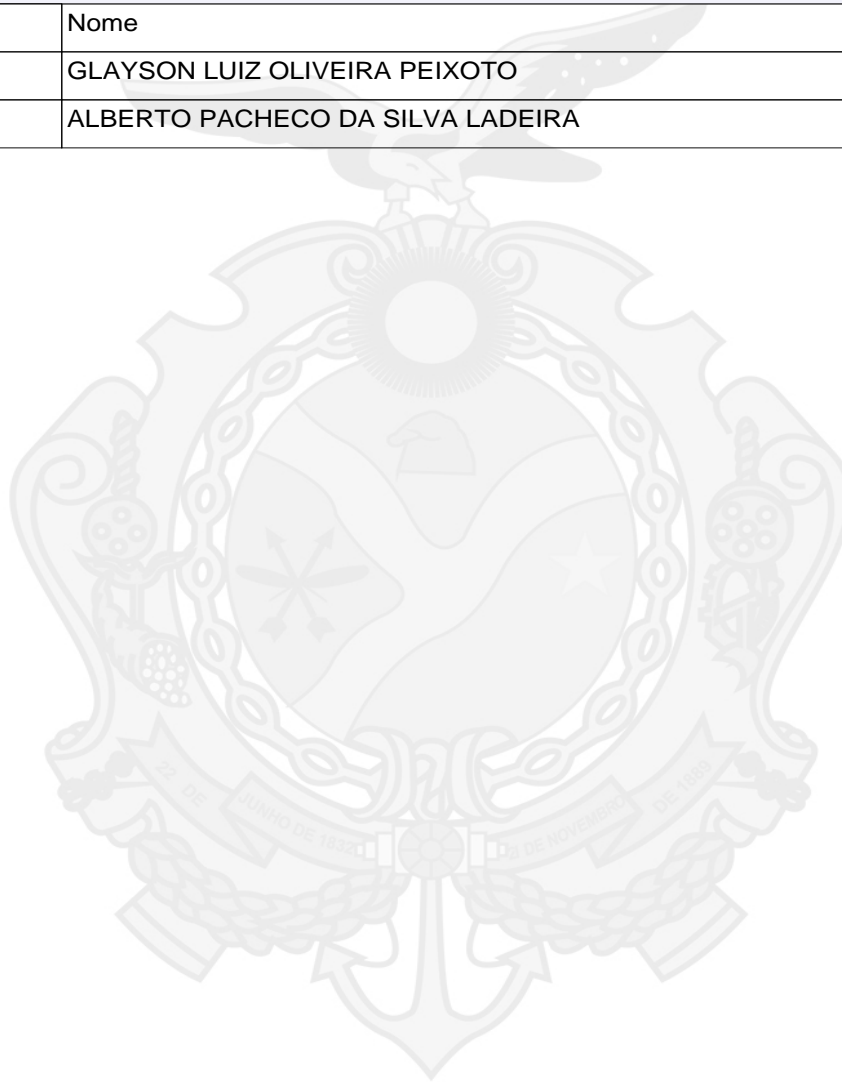 Nome
GLAYSON LUIZ OLIVEIRA PEIXOTO
ALBERTO PACHECO DA SILVA LADEIRA
22 DE JUNHO DE 1832
21 DE NOVEMBRO DE 1889